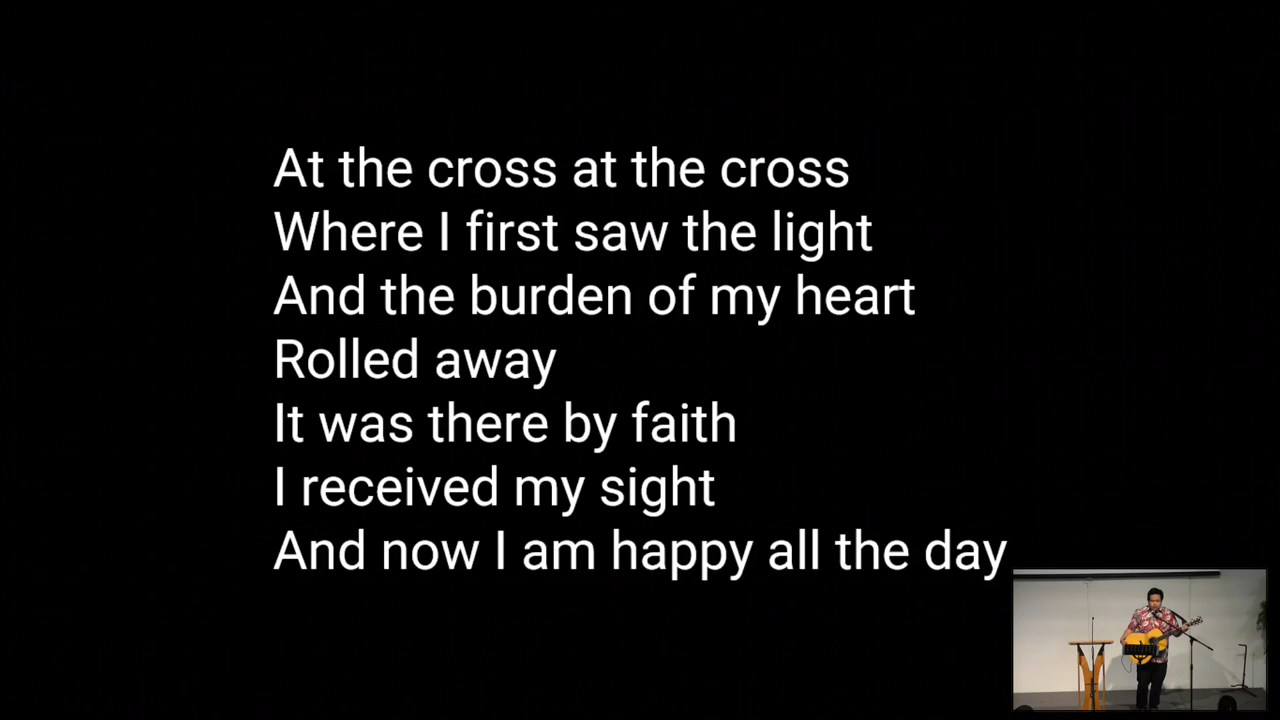 At the cross at the cross
Where I first saw the light
And the burden of my heart
Rolled away
It was there by faith
I received my sight
And now I am happy all the day